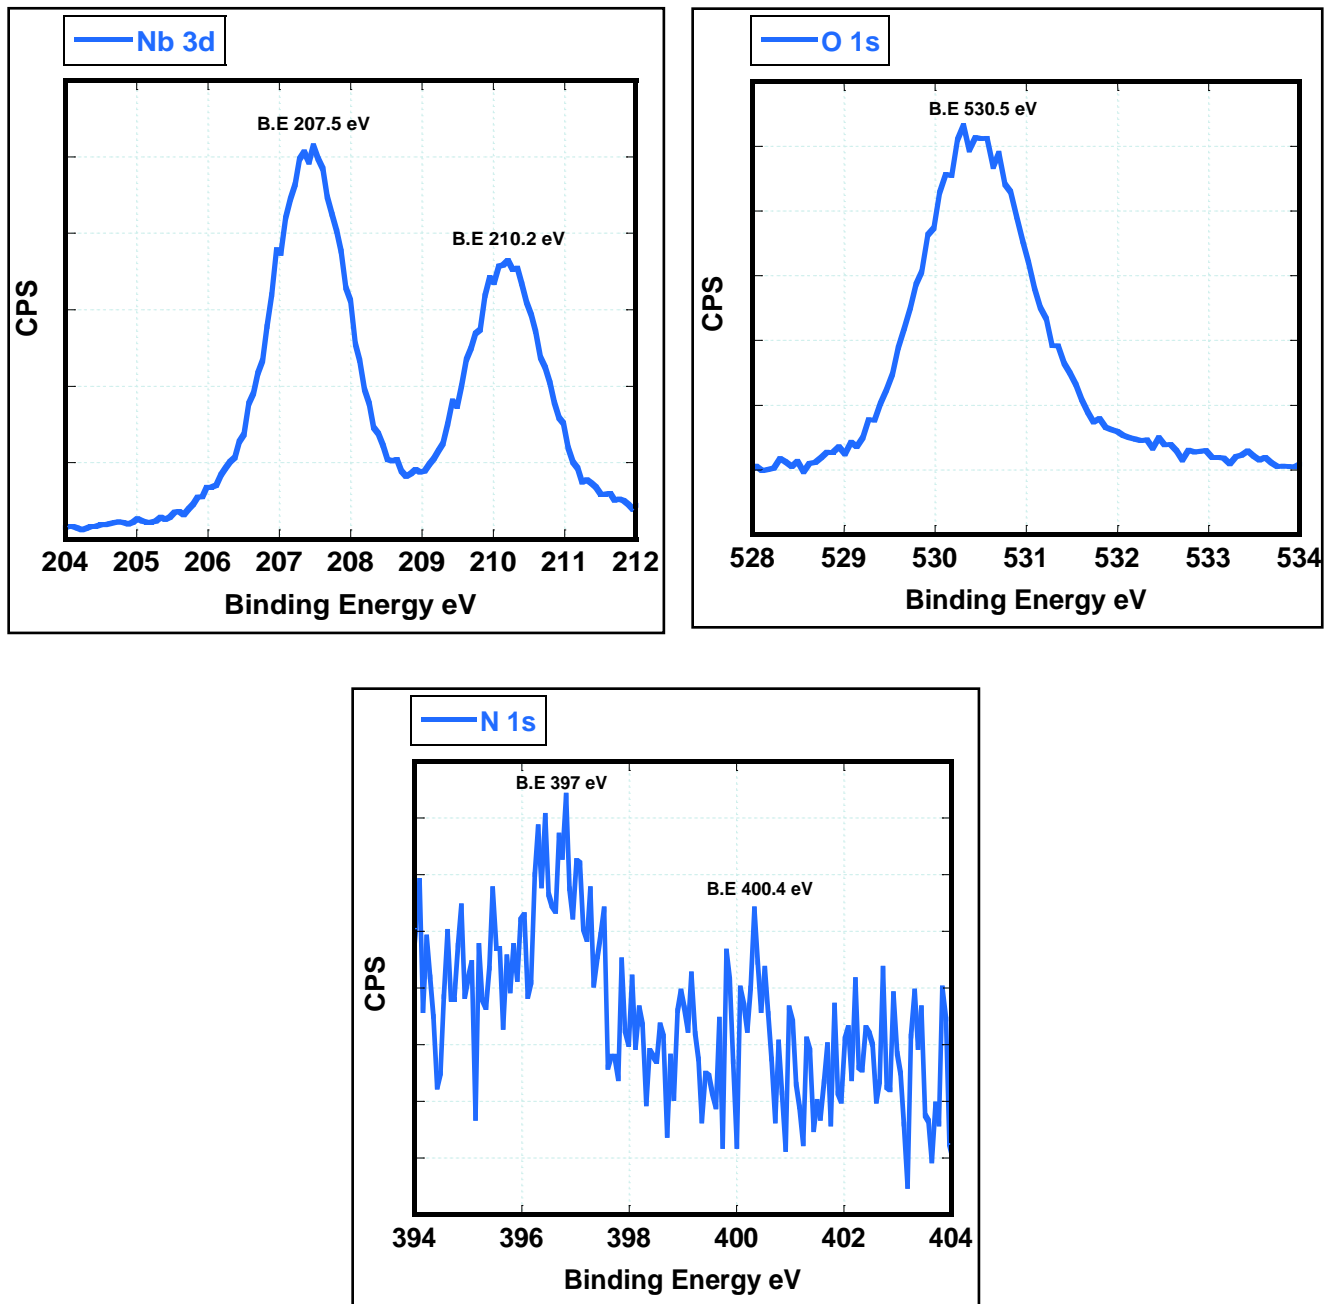 Nb 3d
B.E 207.5 eV
B.E 210.2 eV
CPS
204 205 206 207 208 209 210 211 212
Binding Energy eV
O 1s
B.E 530.5 eV
CPS
528 529 530 531 532 533 534
Binding Energy eV
N 1s
B.E 397 eV
B.E 400.4 eV
CPS
394 396 398 400 402 404
Binding Energy eV